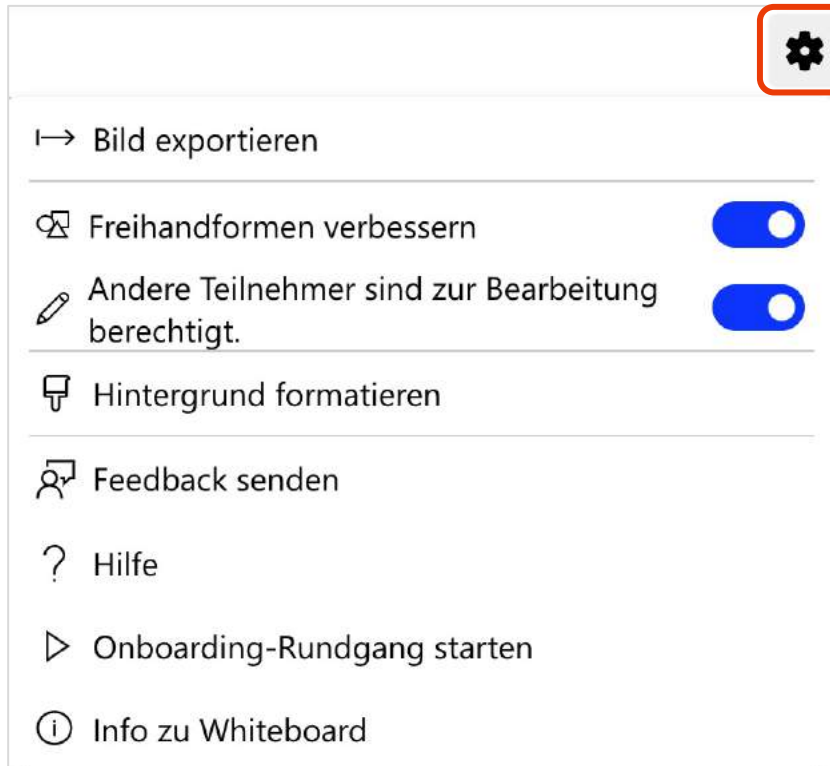 Bild exportieren
Freihandformen verbessern
Andere Teilnehmer sind zur Bearbeitung
berechtigt.
Hintergrund formatieren
Feedback senden
Hilfe
Onboarding-Rundgang starten
Info zu Whiteboard